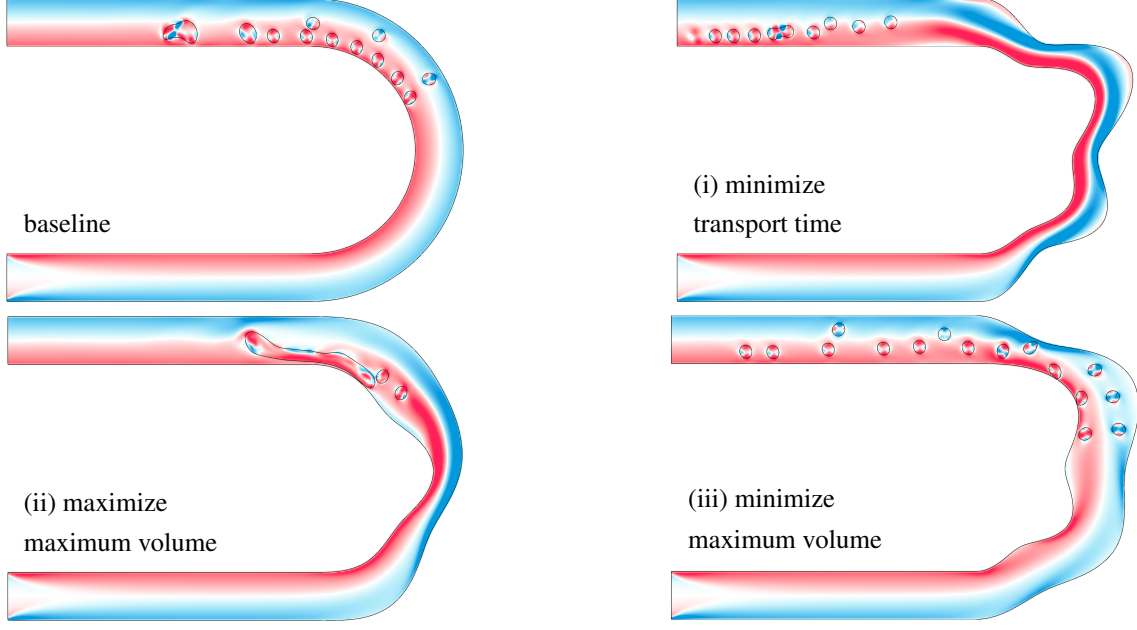 baseline
(i) minimize
transport time
(ii) maximize
maximum volume
(iii) minimize
maximum volume